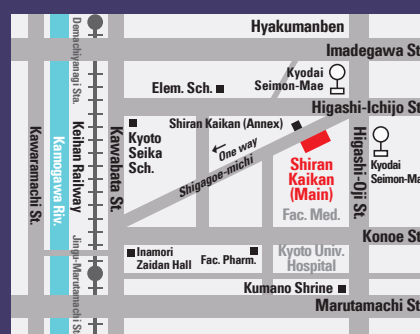 Hyakumanben
Imadegawa St.
Demachiyanagi Sta.
Kyodai
Seimon-Mae
Elem. Sch.
Higashi-Ichijo St.
Shiran Kaikan (Annex)
Kyoto
Seika
Sch.
One way
Shigagoe-michi
Shiran
Kaikan
(Main)
Kyodai
Seimon-Mae
Kawaramachi St.
Kamogawa Riv.
Keihan Railway
Kawabata St.
Higashi-Oji St.
Fac. Med.
Konoe St.
Jingu-Marutamachi St.
Inamori
Zaidan Hall
Fac. Pharm.
Kyoto Univ.
Hospital
Kumano Shrine
Marutamachi St.